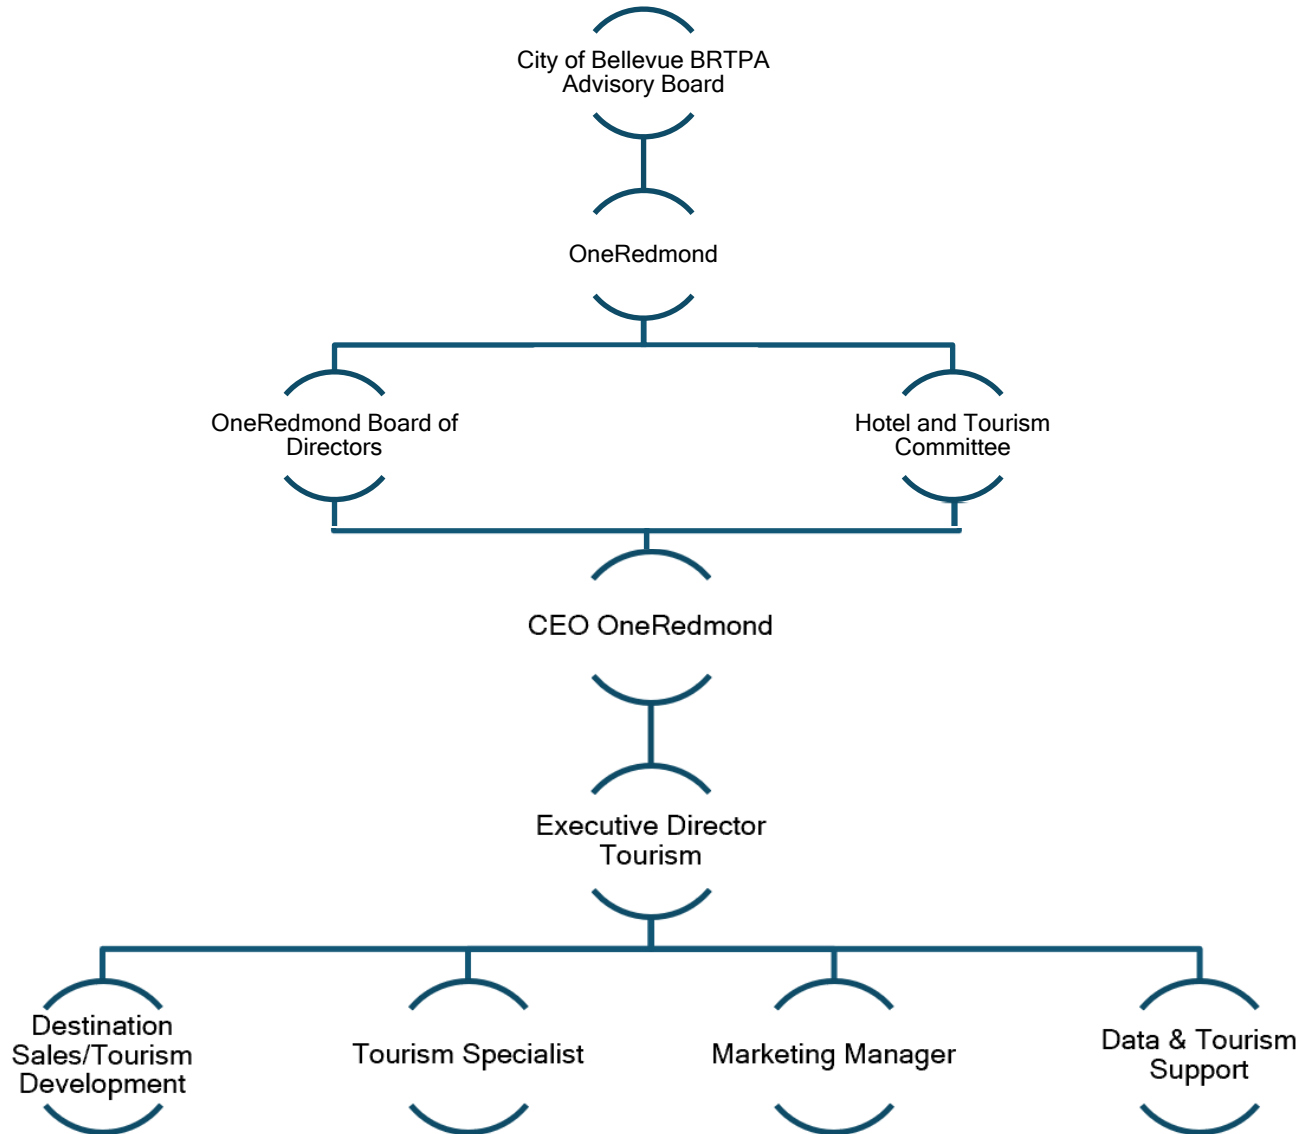 City of Bellevue BRTPA
Advisory Board
OneRedmond
OneRedmond Board of
Directors
Hotel and Tourism
Committee
CEO OneRedmond
Executive Director
Tourism
Destination
Sales/Tourism
Development
Tourism Specialist
Marketing Manager
Data & Tourism
Support